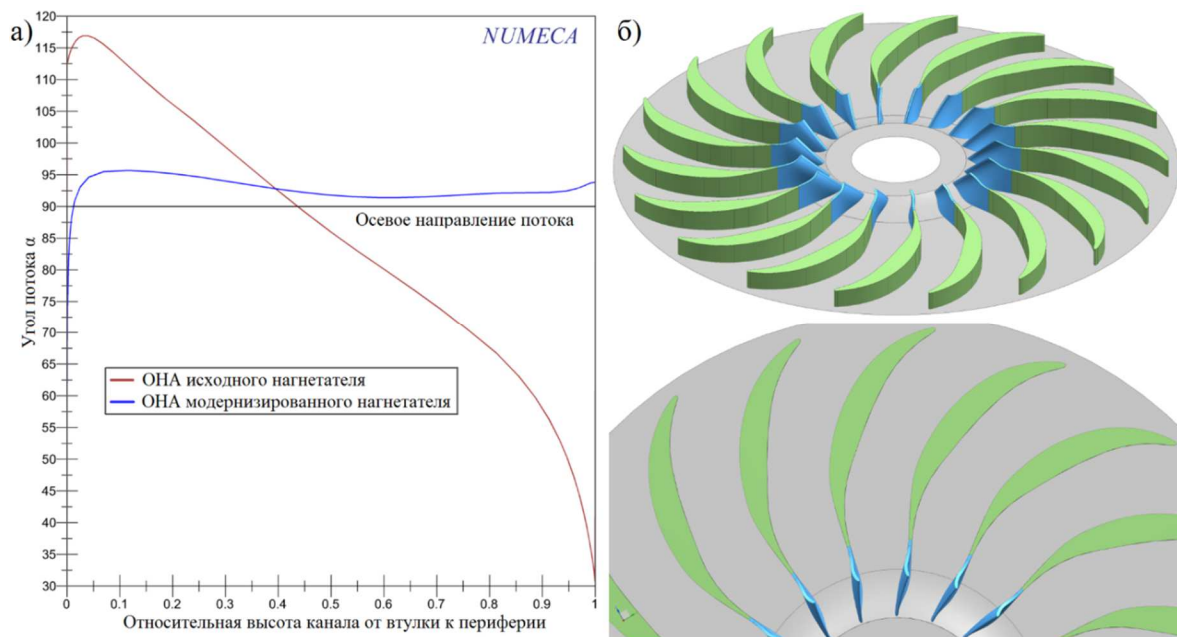 а)
NUMECA
б)
120
115
110
105
100
95
90
85
80
75
70
65
60
55
50
45
40
35
30
Угол потока α
Осевое направление потока
ОНА исходного нагнетателя
ОНА модернизированного нагнетателя
0 0.1 0.2 0.3 0.4 0.5 0.6 0.7 0.8 0.9 1
Относительная высота канала от втулки к периферии